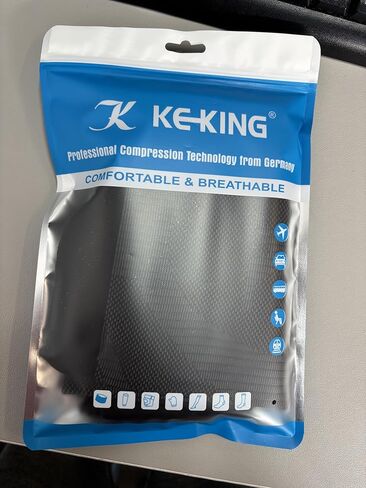 K KE-KING®
Professional Compression Technology from Germany
COMFORTABLE & BREATHABLE